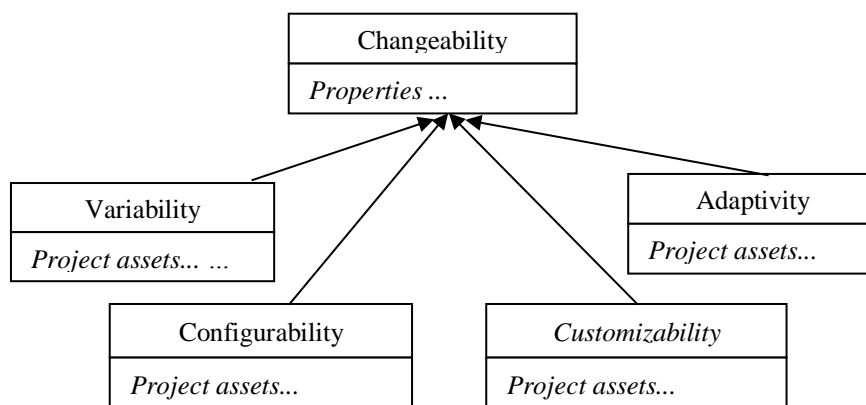 Changeability
Properties ...
Variability
Project assets... ...
Adaptivity
Project assets...
Configurability
Project assets...
Customizability
Project assets...